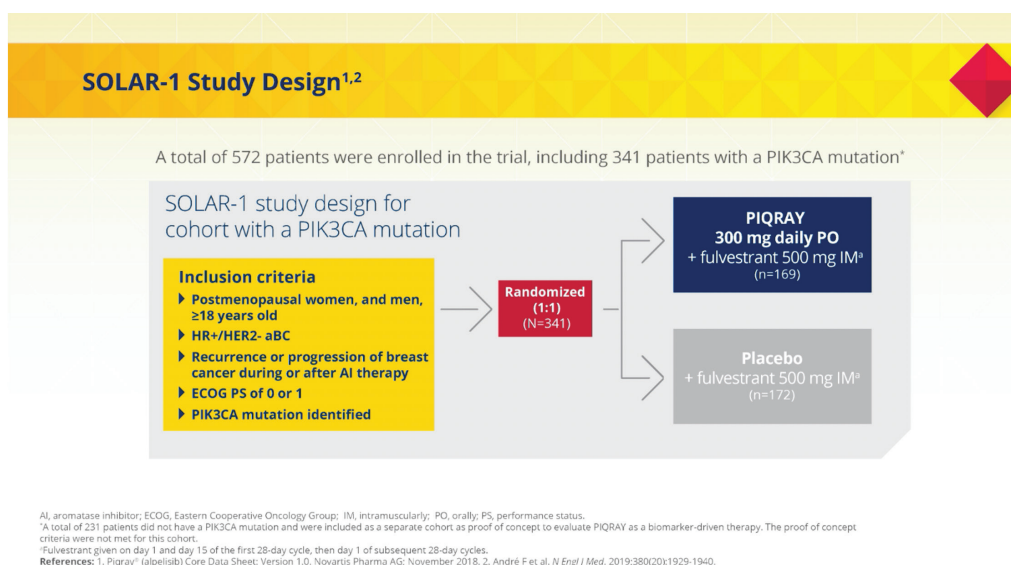 SOLAR-1 Study Design1,2
A total of 572 patients were enrolled in the trial, including 341 patients with a PIK3CA mutation*
SOLAR-1 study design for
cohort with a PIK3CA mutation
Inclusion criteria
Postmenopausal women, and men,
≥18 years old
HR+/HER2- aBC
Recurrence or progression of breast
cancer during or after AI therapy
ECOG PS of 0 or 1
PIK3CA mutation identified
Randomized
(1:1)
(N=341)
PIQRAY
300 mg daily PO
+ fulvestrant 500 mg IMa
(n=169)
Placebo
+ fulvestrant 500 mg IMa
(n=172)
AI, aromatase inhibitor; ECOG, Eastern Cooperative Oncology Group; IM, intramuscularly; PO, orally; PS, performance status.
*A total of 231 patients did not have a PIK3CA mutation and were included as a separate cohort as proof of concept to evaluate PIQRAY as a biomarker-driven therapy. The proof of concept
criteria were not met for this cohort.
aFulvestrant given on day 1 and day 15 of the first 28-day cycle, then day 1 of subsequent 28-day cycles.
References: 1. Piqray® (alpelisib) Core Data Sheet: Version 1.0. Novartis Pharma AG; November 2018. 2. André F et al. N Engl J Med. 2019;380(20):1929-1940.